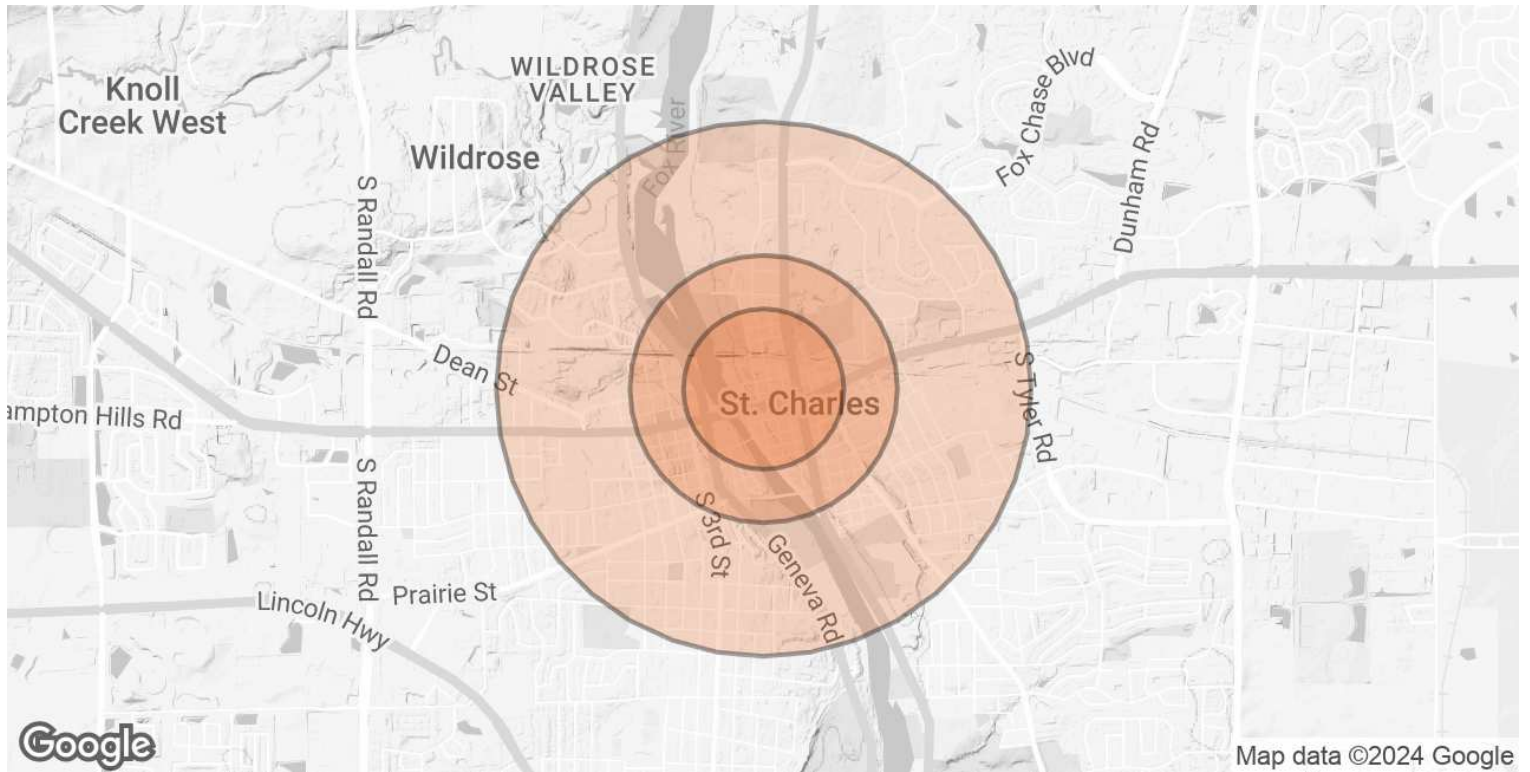 Knoll
Creek West
WILDROSE
VALLEY
Wildrose
Fox River
Fox Chase Blvd
Dunham Rd
S Randall Rd
Dean St
ampton Hills Rd
St. Charles
S Tyler Rd
S Randall Rd
S 3rd St
Geneva Rd
Prairie St
Lincoln Hwy
Google
Map data ©2024 Google